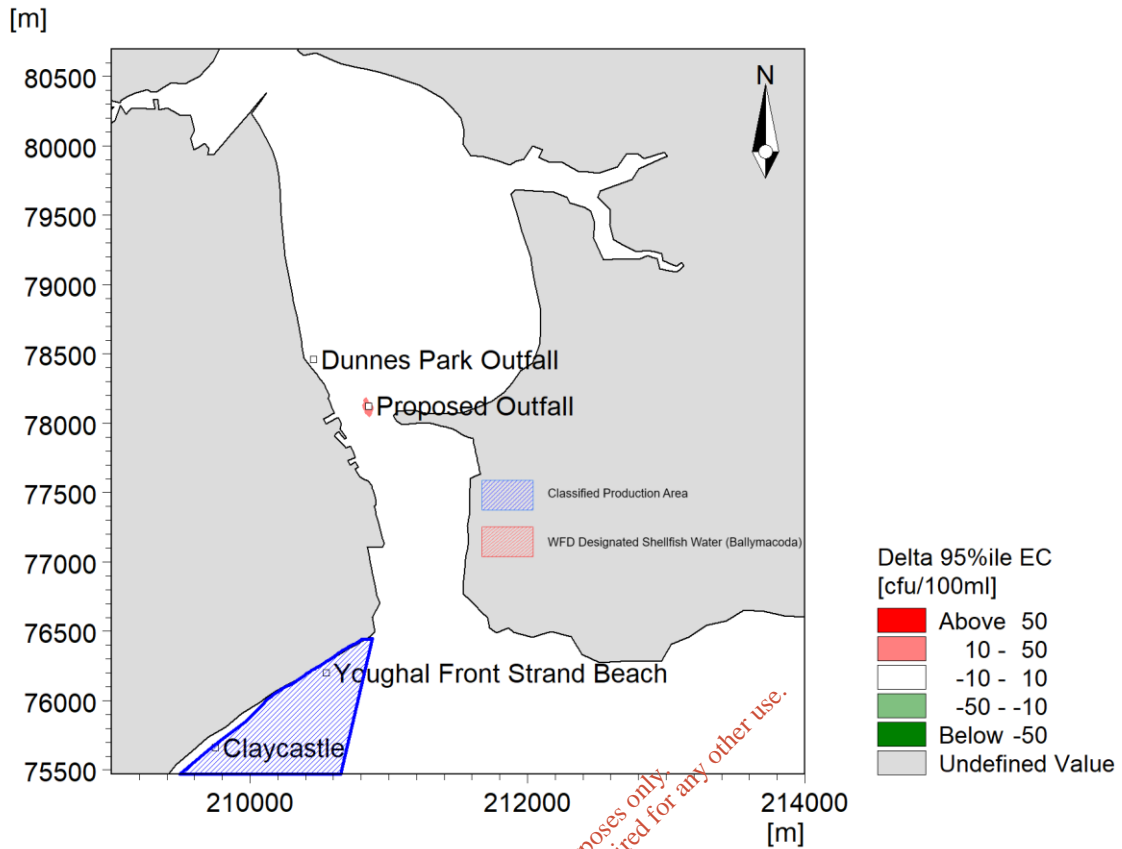 [m]
80500
80000
79500
79000
78500
78000
77500
77000
76500
76000
75500
N
Dunnes Park Outfall
Proposed Outfall
Classified Production Area
WFD Designated Shellfish Water (Ballymacoda)
Youghal Front Strand Beach
Claycastle
210000
212000
214000
[m]
Delta 95%ile EC
[cfu/100ml]
Above 50
10 - 50
-10 - 10
-50 - -10
Below -50
Undefined Value
poses only.
ired for any other use.